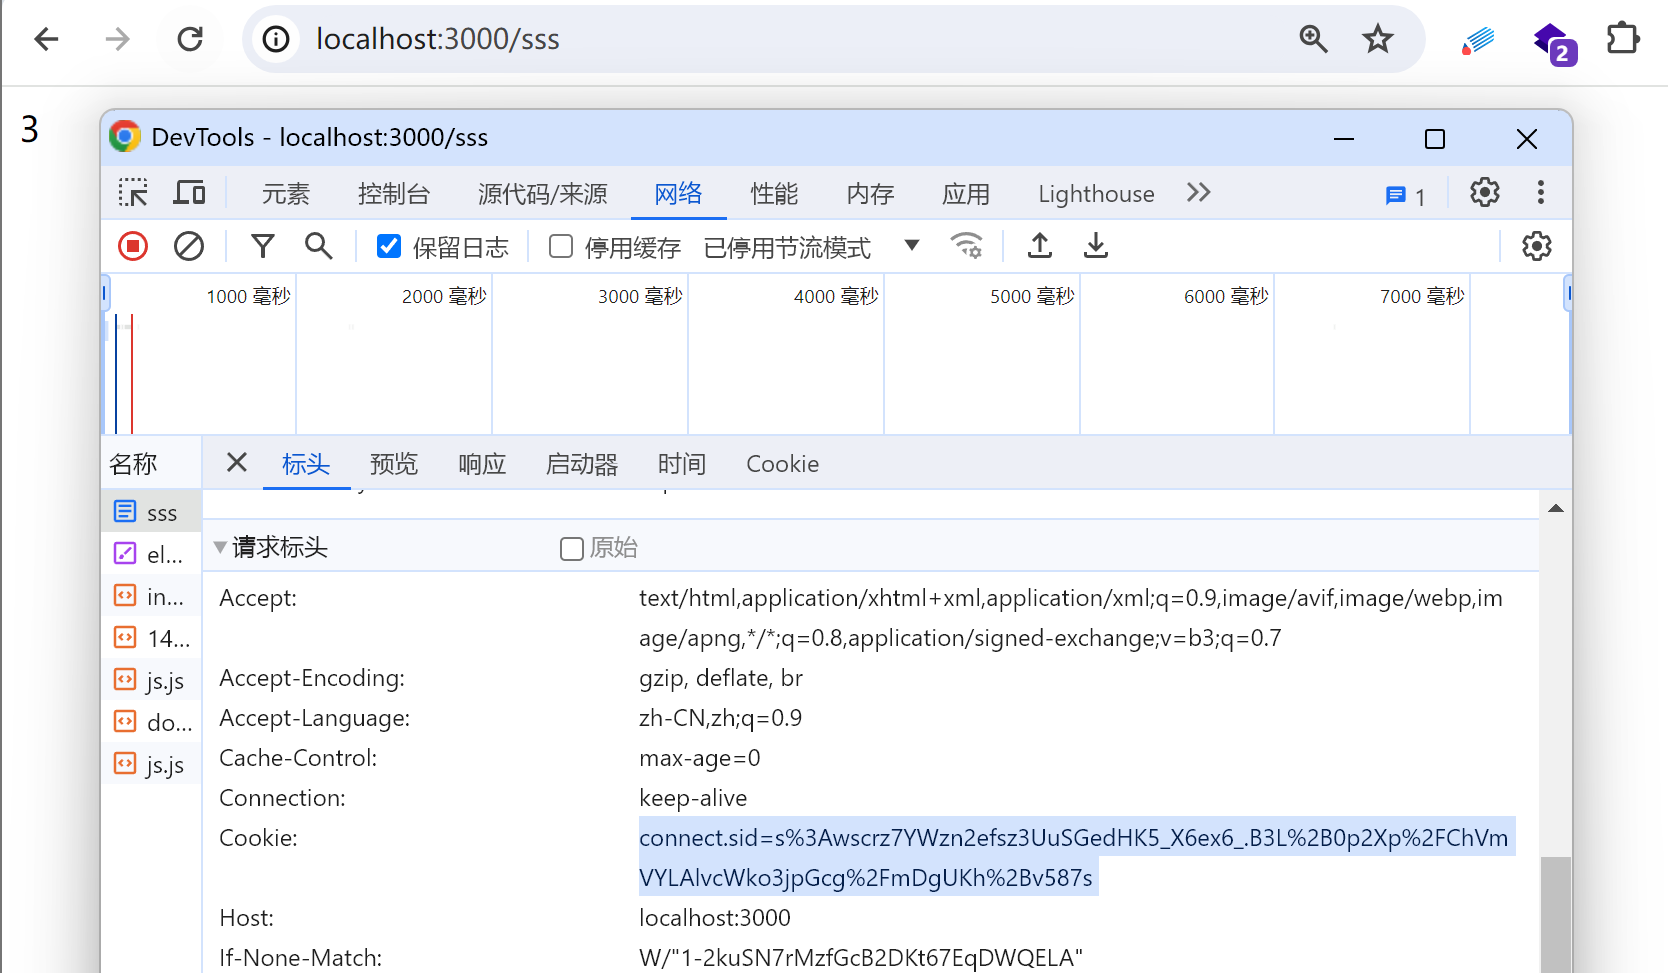 localhost:3000/sss
2
3
DevTools - localhost:3000/sss
元素 控制台 源代码/来源 网络 性能 内存 应用 Lighthouse 1
保留日志 停用缓存 已停用节流模式
1000 毫秒 2000 毫秒 3000 毫秒 4000 毫秒 5000 毫秒 6000 毫秒 7000 毫秒
名称 标头 预览 响应 启动器 时间 Cookie
sss
el...
in...
14...
js.js
do...
js.js
请求标头 原始
Accept: text/html,application/xhtml+xml,application/xml;q=0.9,image/avif,image/webp,im
age/apng,*/*;q=0.8,application/signed-exchange;v=b3;q=0.7
Accept-Encoding: gzip, deflate, br
Accept-Language: zh-CN,zh;q=0.9
Cache-Control: max-age=0
Connection: keep-alive
Cookie: connect.sid=s%3Awscrz7YWzn2efsz3UuSGedHK5_X6ex6_.B3L%2B0p2Xp%2FChVm
VYLAlvcWko3jpGcg%2FmDgUKh%2Bv587s
Host: localhost:3000
If-None-Match: W/"1-2kuSN7rMzfGcB2DKt67EqDWQELA"